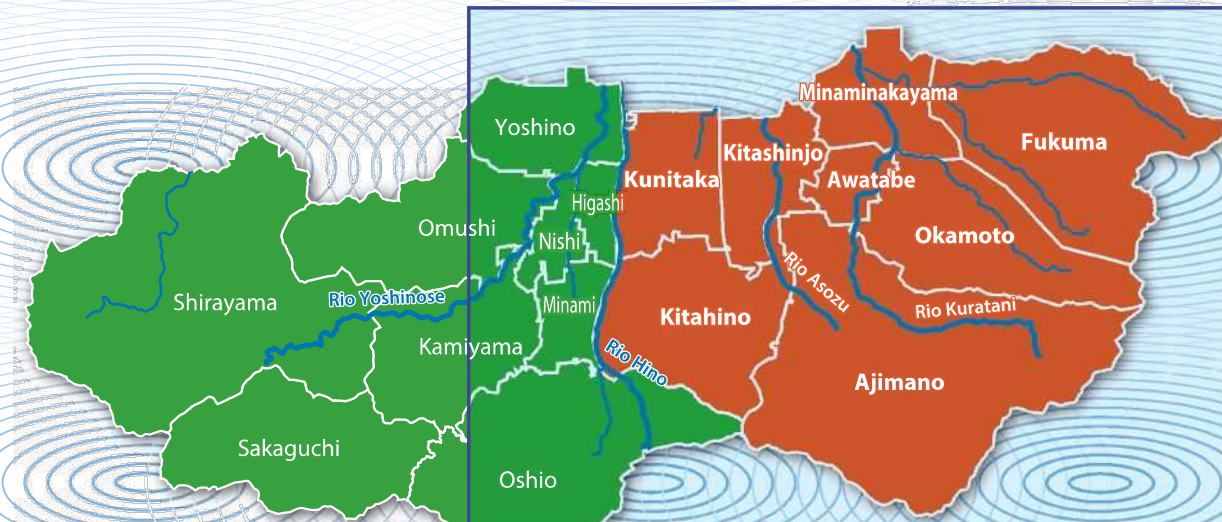 Yoshino
Higashi
Nishi
Omushi
Minami
Shirayama
Rio Yoshinose
Kamiyama
Sakaguchi
Oshio
Rio Hino
Kunitaka
Kitashinjo
Minaminakayama
Fukuma
Awatabe
Okamoto
Rio Asozu
Rio Kuratani
Kitahino
Ajimano